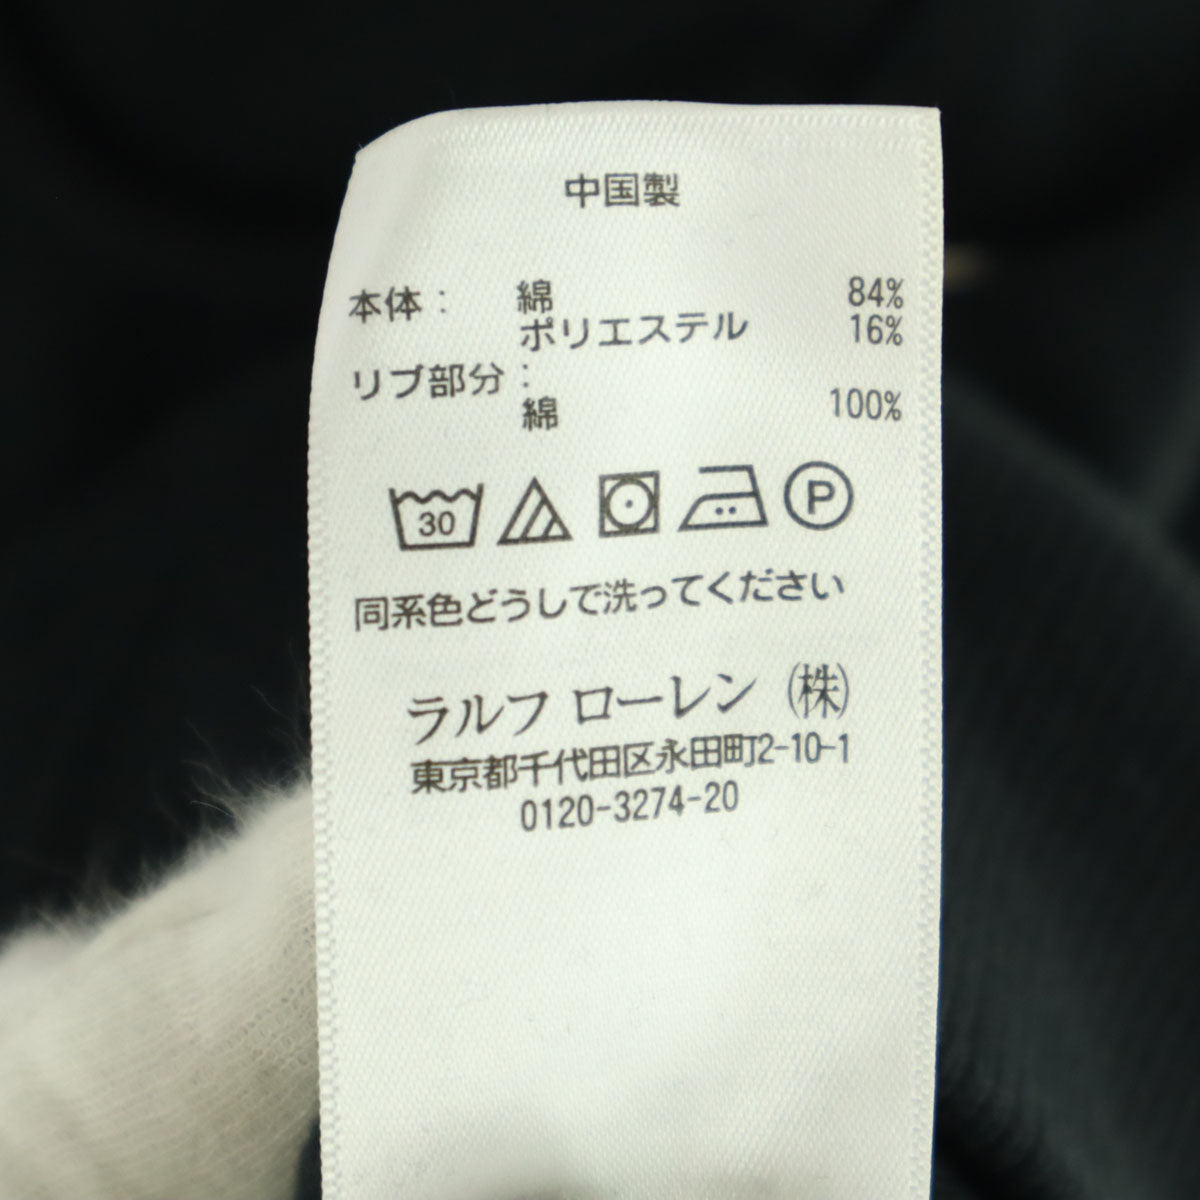 中国製
本体： 綿 84%
ポリエステル 16%
リブ部分：
綿 100%
30 P
同系色どうしで洗ってください
ラルフ ローレン ㈱
東京都千代田区永田町2-10-1
0120-3274-20